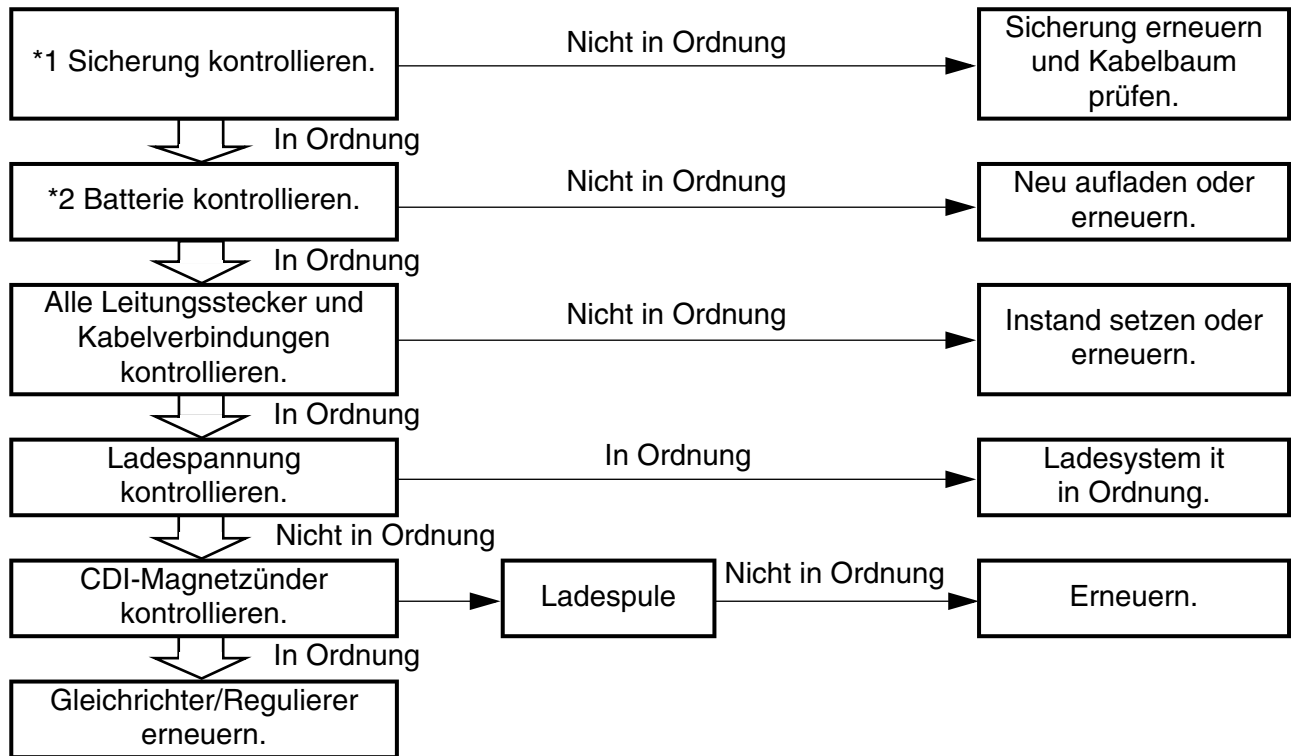 *1 Sicherung kontrollieren.
Nicht in Ordnung
Sicherung erneuern
und Kabelbaum
prüfen.
In Ordnung
*2 Batterie kontrollieren.
Nicht in Ordnung
Neu aufladen oder
erneuern.
In Ordnung
Alle Leitungsstecker und
Kabelverbindungen
kontrollieren.
Nicht in Ordnung
Instand setzen oder
erneuern.
In Ordnung
Ladespannung
kontrollieren.
In Ordnung
Ladesystem it
in Ordnung.
Nicht in Ordnung
CDI-Magnetzünder
kontrollieren.
Ladespule
Nicht in Ordnung
Erneuern.
In Ordnung
Gleichrichter/Regulierer
erneuern.